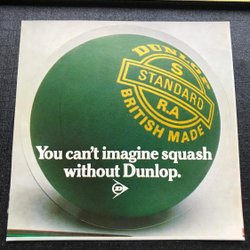 DUNLOP
S
STANDARD
R.A
BRITISH MADE
You can't imagine squash
without Dunlop.